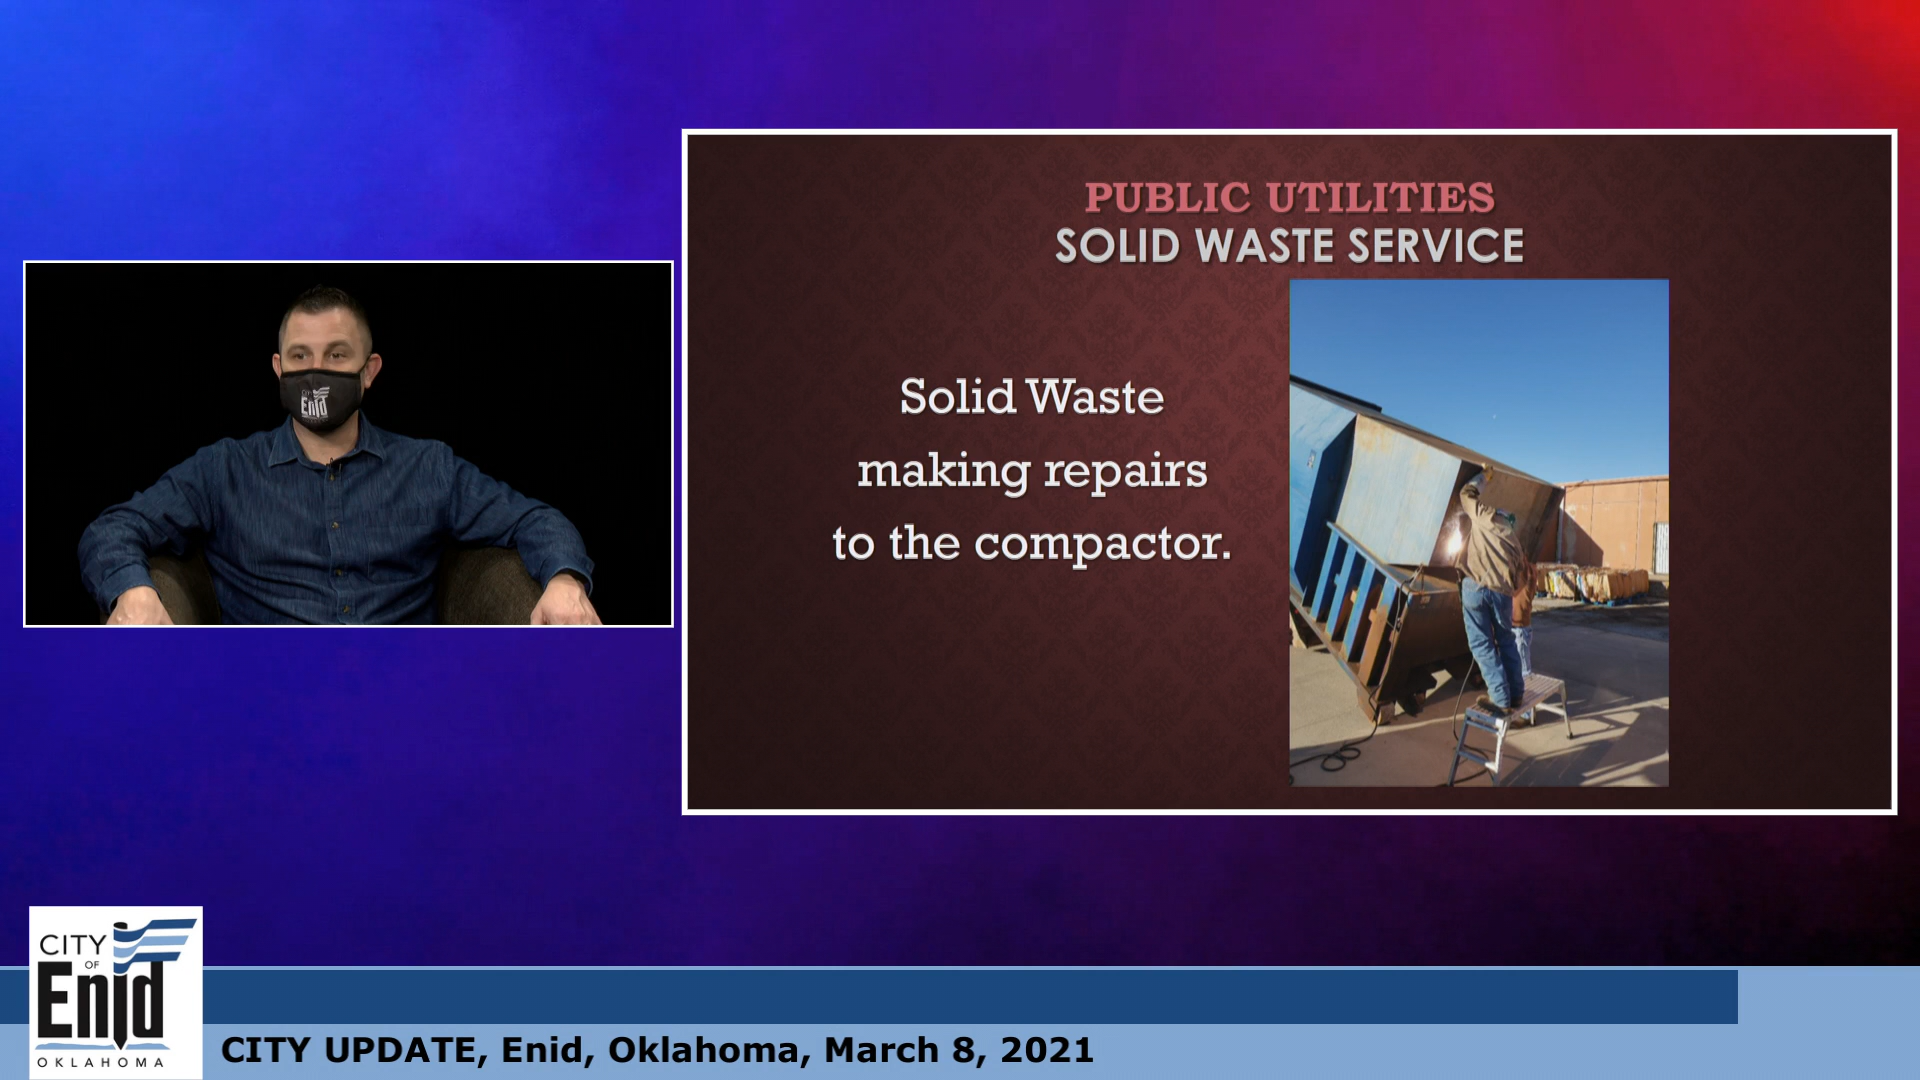 PUBLIC UTILITIES
SOLID WASTE SERVICE
Solid Waste
making repairs
to the compactor.
Enid
CITY
OF
Enid
OKLAHOMA
CITY UPDATE, Enid, Oklahoma, March 8, 2021